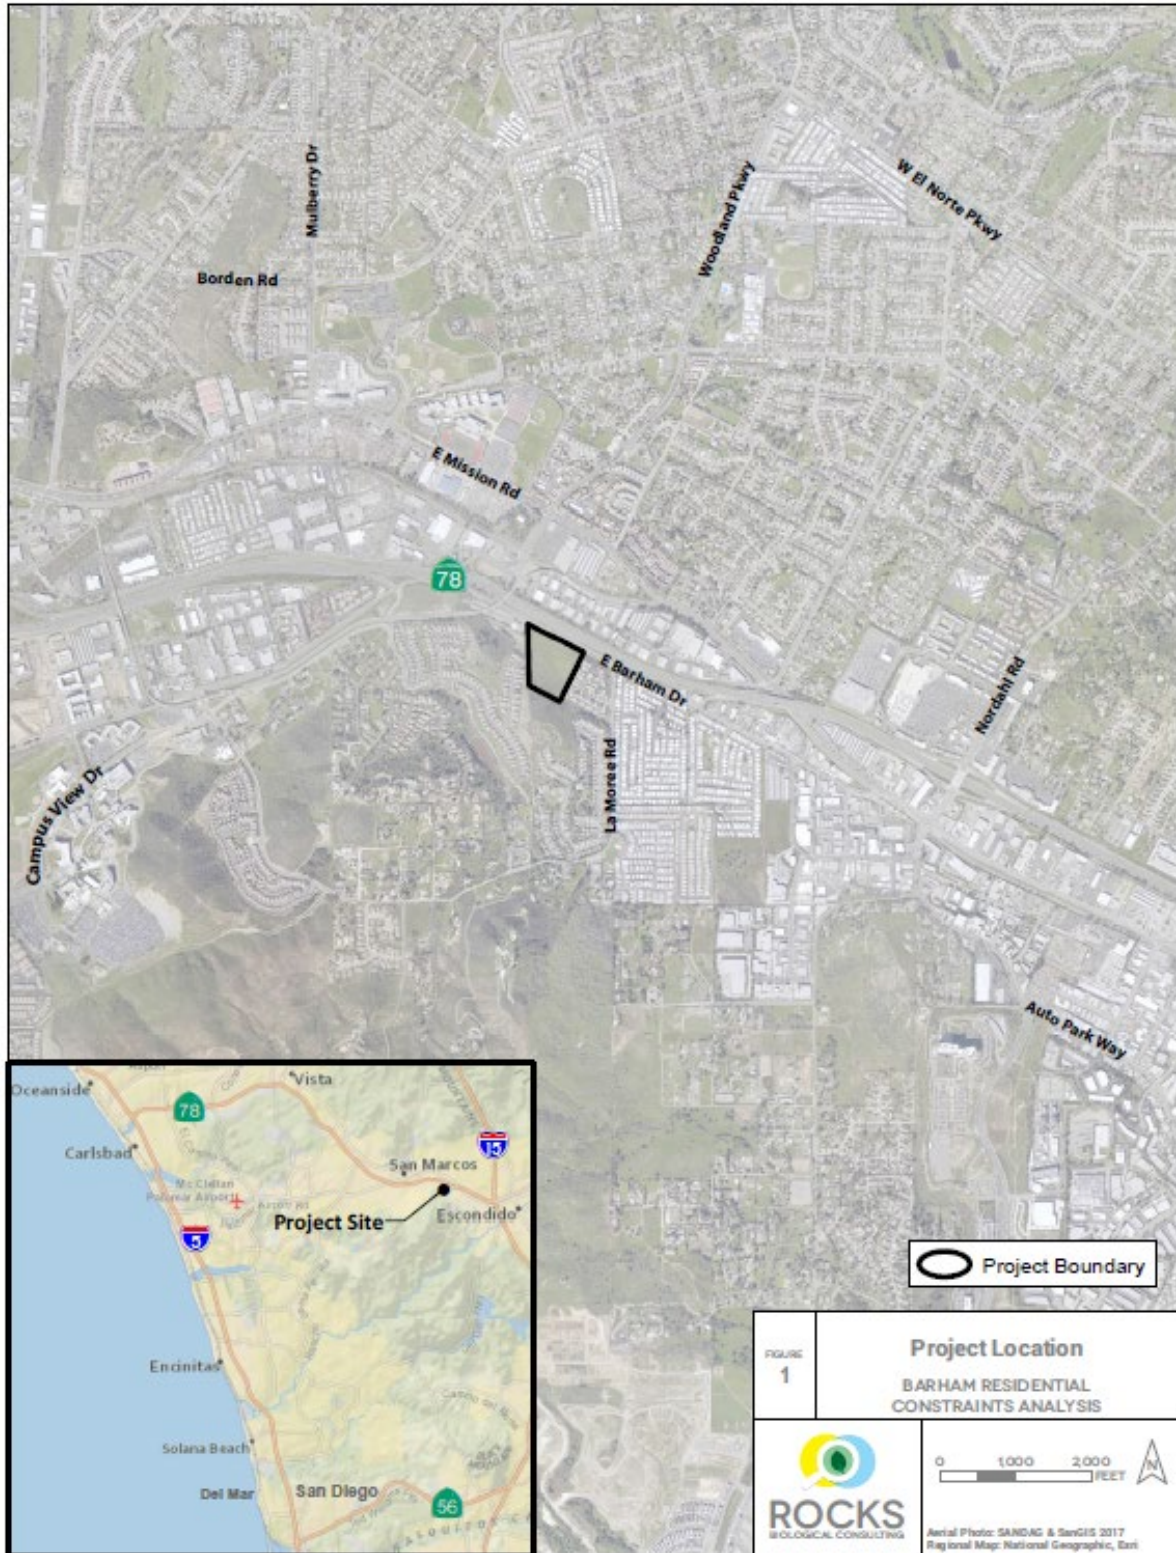 Mulberry Dr
Borden Rd
Woodland Pkwy
W El Norte Pkwy
E Mission Rd
78
E Barham Dr
Nordahl Rd
La Moree Rd
Campus View Dr
Auto Park Way
Oceanside
Vista
78
15
Carlsbad
San Marcos
McClellan
Palomar Airport
Project Site
Escondido
5
Encinitas
Solana Beach
Del Mar
San Diego
56
Project Boundary
FIGURE
1
Project Location
BARHAM RESIDENTIAL
CONSTRAINTS ANALYSIS
ROCKS
BIOLOGICAL CONSULTING
0 1,000 2,000
FEET
N
Aerial Photo: SANDAG & SanGIS 2017
Regional Map: National Geographic, Esri